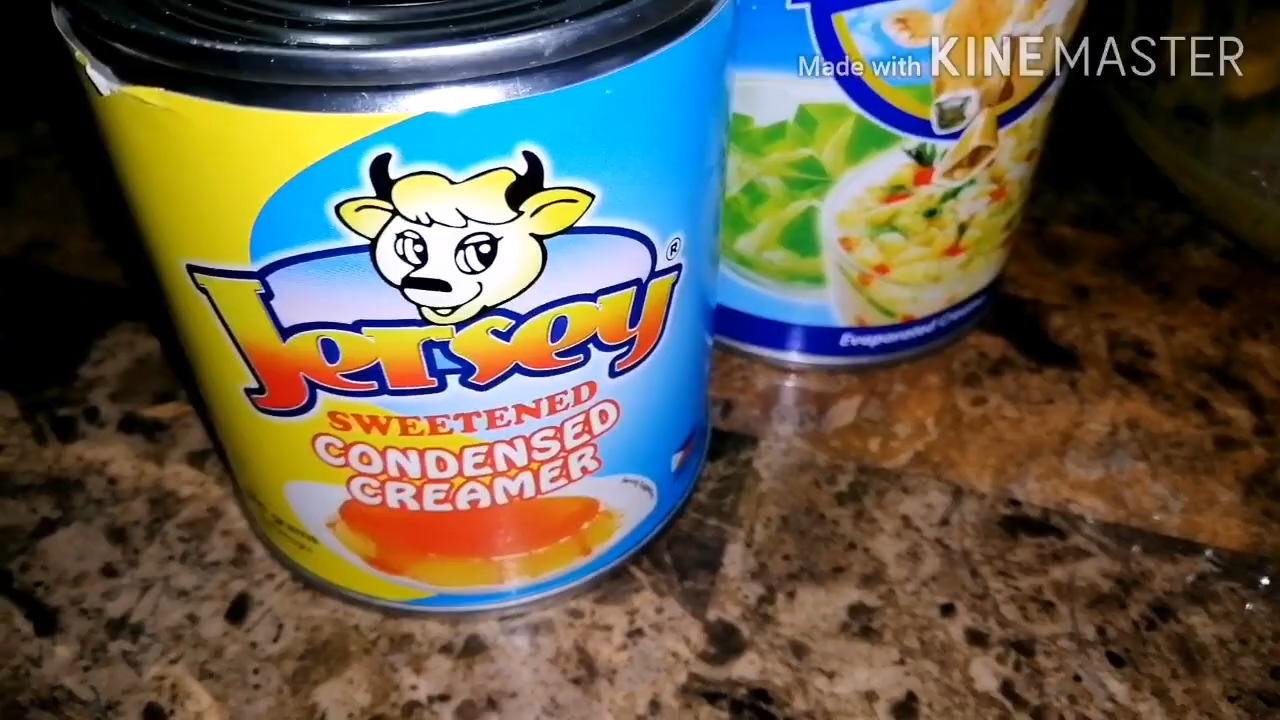 Made with KINEMASTER
Jersey ®
SWEETENED
CONDENSED
CREAMER
Evaporated